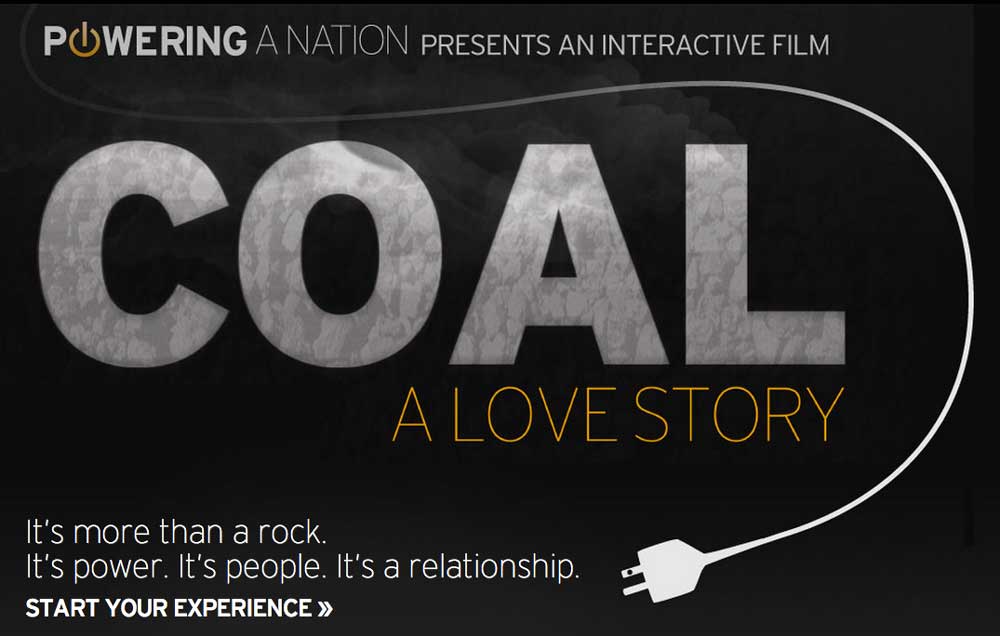 POWERING A NATION PRESENTS AN INTERACTIVE FILM
COAL
A LOVE STORY
It's more than a rock.
It's power. It's people. It's a relationship.
START YOUR EXPERIENCE »